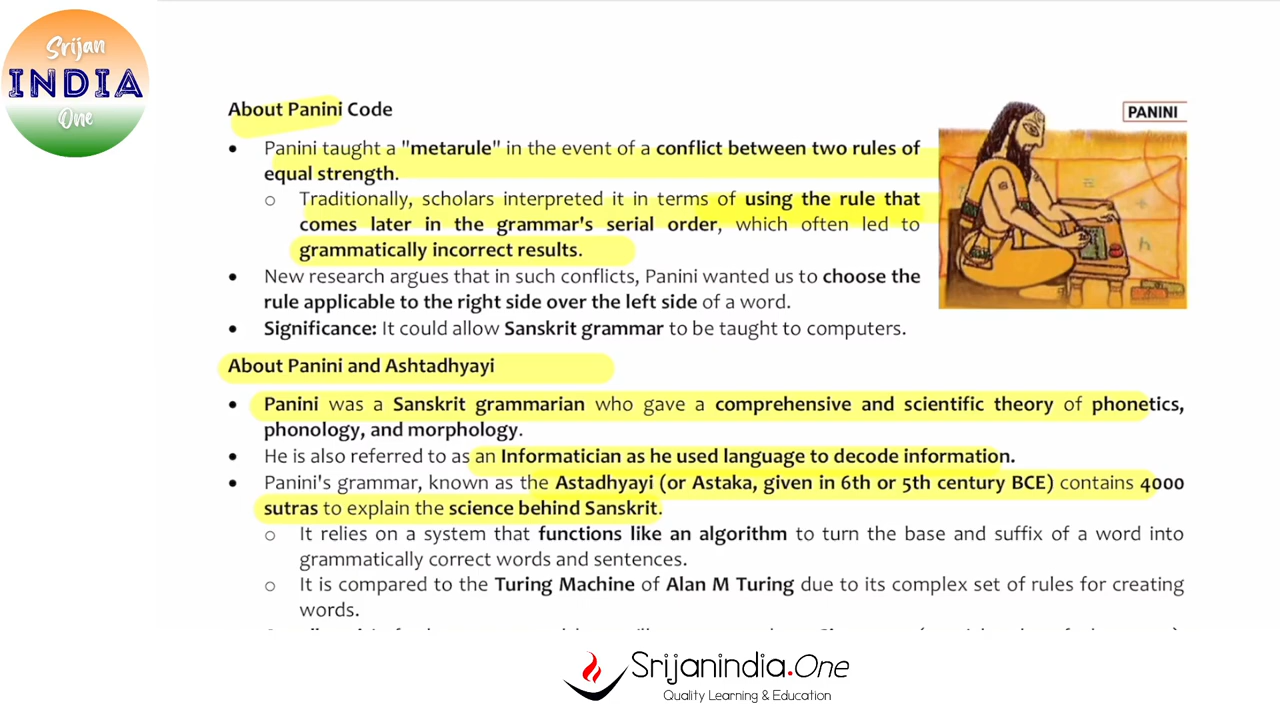 Srijan
INDIA
One
About Panini Code
PANINI
• Panini taught a "metarule" in the event of a conflict between two rules of
equal strength.
o Traditionally, scholars interpreted it in terms of using the rule that
comes later in the grammar's serial order, which often led to
grammatically incorrect results.
• New research argues that in such conflicts, Panini wanted us to choose the
rule applicable to the right side over the left side of a word.
• Significance: It could allow Sanskrit grammar to be taught to computers.
About Panini and Ashtadhyayi
• Panini was a Sanskrit grammarian who gave a comprehensive and scientific theory of phonetics,
phonology, and morphology.
• He is also referred to as an Informatician as he used language to decode information.
• Panini's grammar, known as the Astadhyayi (or Astaka, given in 6th or 5th century BCE) contains 4000
sutras to explain the science behind Sanskrit.
o It relies on a system that functions like an algorithm to turn the base and suffix of a word into
grammatically correct words and sentences.
o It is compared to the Turing Machine of Alan M Turing due to its complex set of rules for creating
words.
Srijanindia.One
Quality Learning & Education